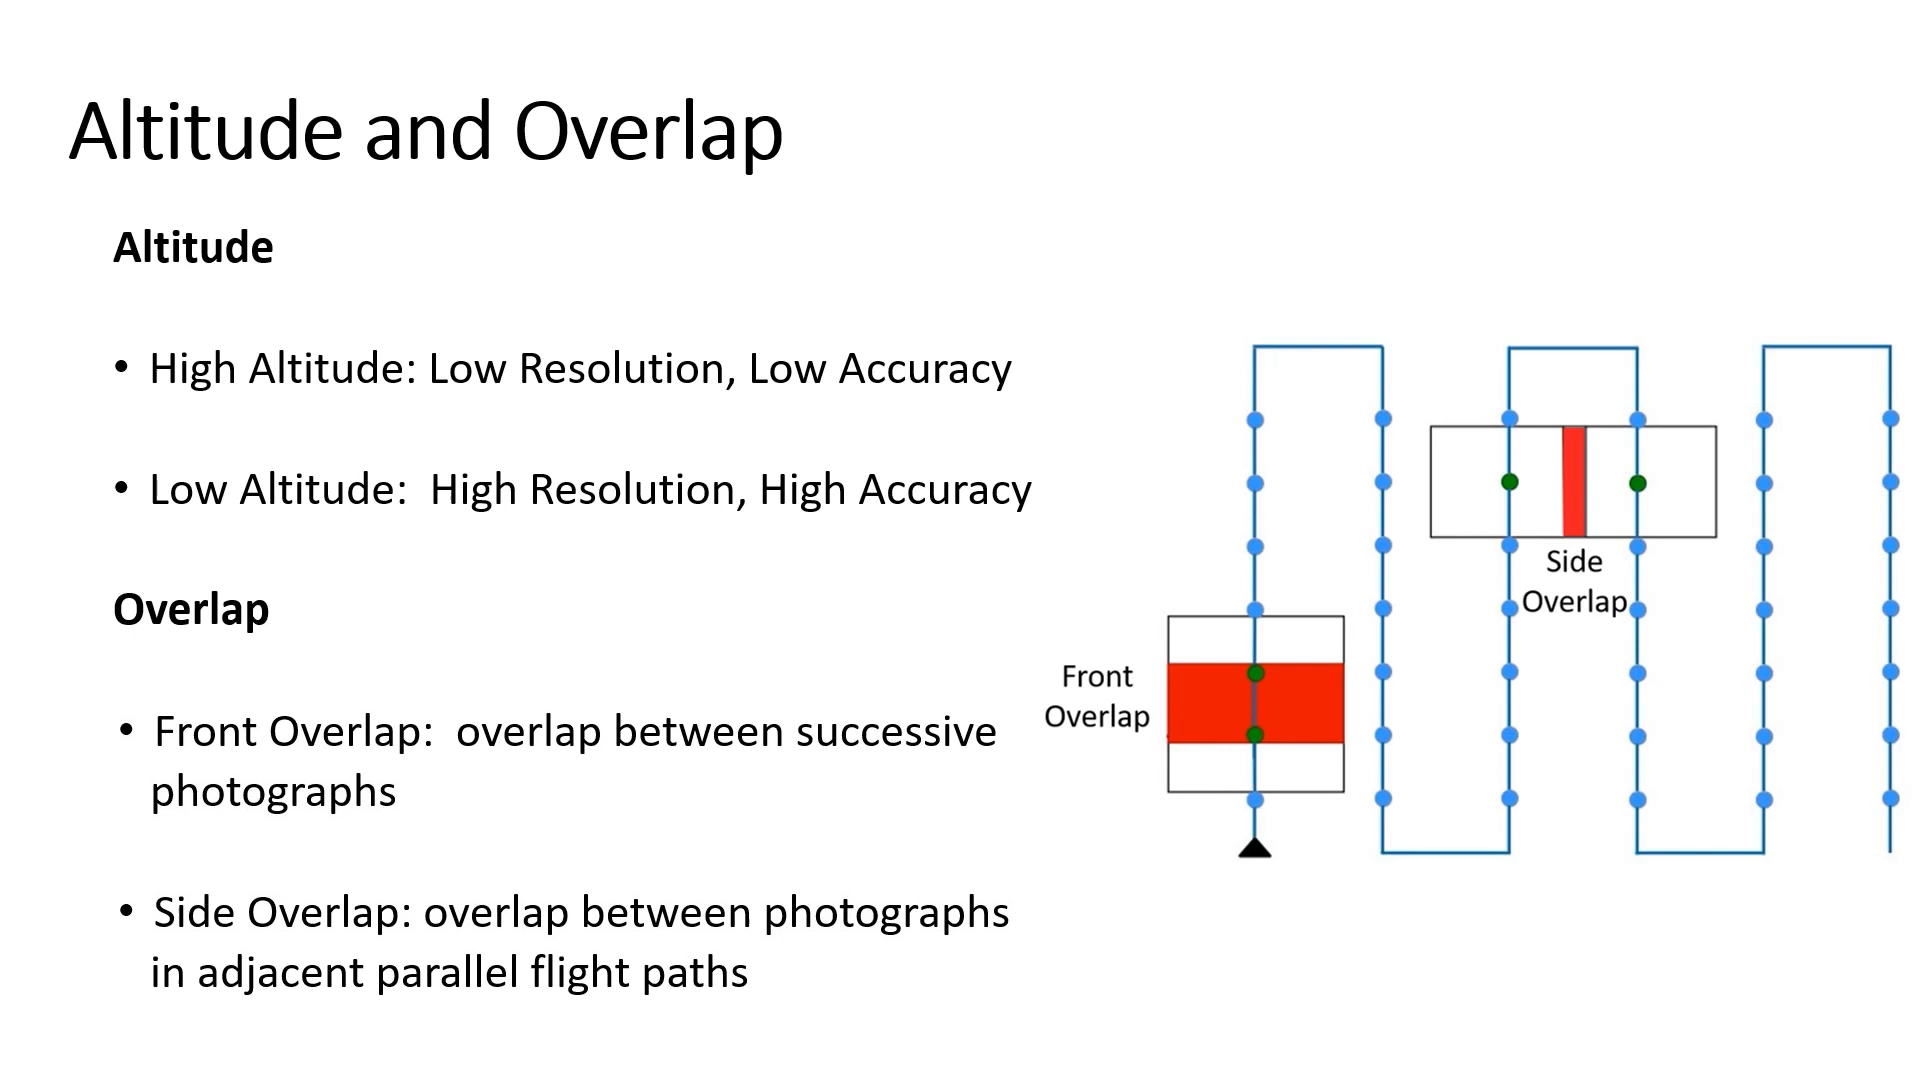 Altitude and Overlap
Altitude
• High Altitude: Low Resolution, Low Accuracy
• Low Altitude:  High Resolution, High Accuracy
Overlap
• Front Overlap:  overlap between successive
photographs
• Side Overlap: overlap between photographs
in adjacent parallel flight paths
Side
Overlap
Front
Overlap